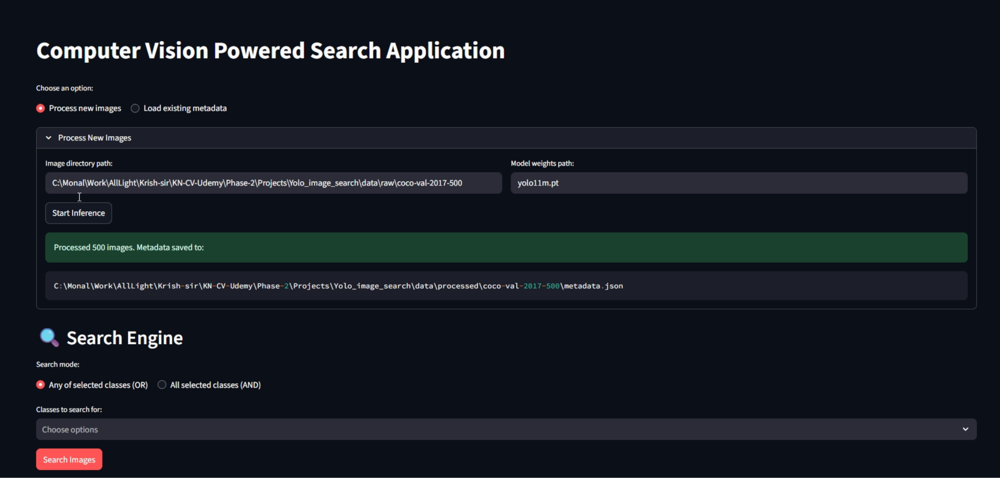 Computer Vision Powered Search Application
Choose an option:
Process new images Load existing metadata
Process New Images
Image directory path: Model weights path:
C:\Monal\Work\AllLight\Krish-sir\KN-CV-Udemy\Phase-2\Projects\Yolo_image_search\data\raw\coco-val-2017-500 yolo11m.pt
Start Inference
Processed 500 images. Metadata saved to:
C:\Monal\Work\AllLight\Krish-sir\KN-CV-Udemy\Phase-2\Projects\Yolo_image_search\data\processed\coco-val-2017-500\metadata.json
Search Engine
Search mode:
Any of selected classes (OR) All selected classes (AND)
Classes to search for:
Choose options
Search Images